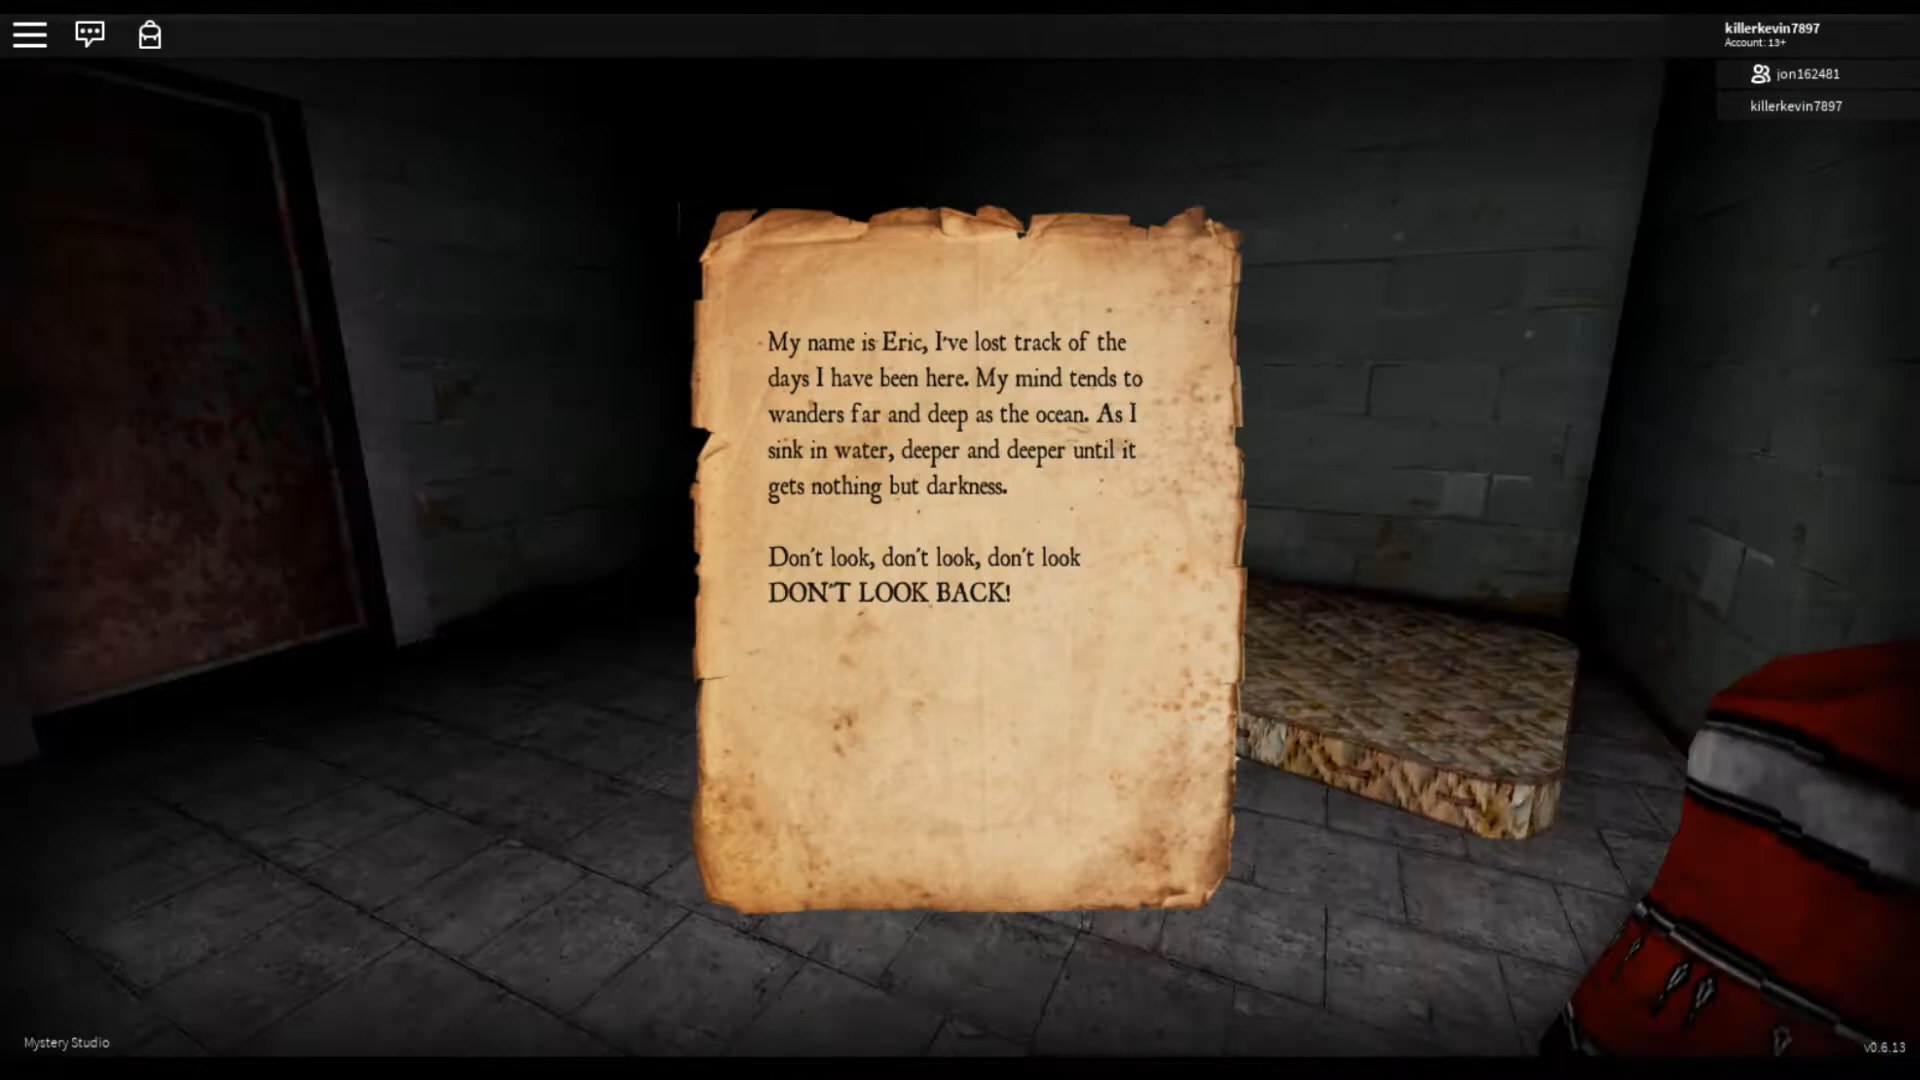 killerkevin7897
Account: 13+
jon162481
killerkevin7897
My name is Eric, I've lost track of the
days I have been here. My mind tends to
wanders far and deep as the ocean. As I
sink in water, deeper and deeper until it
gets nothing but darkness.
Don't look, don't look, don't look
DON'T LOOK BACK!
Mystery Studio
v0.6.13